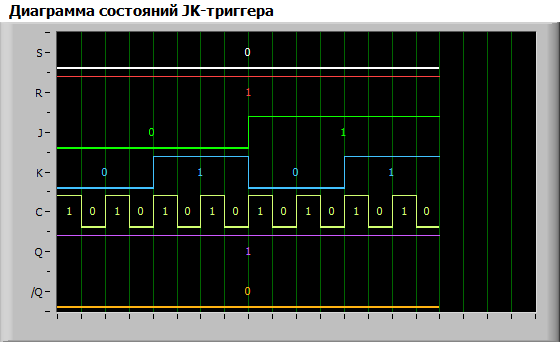 Диаграмма состояний JK-триггера
S 0
R 1
J 0 1
K 0 1 0 1
C 1 0 1 0 1 0 1 0 1 0 1 0 1 0 1 0
Q 1
/Q 0